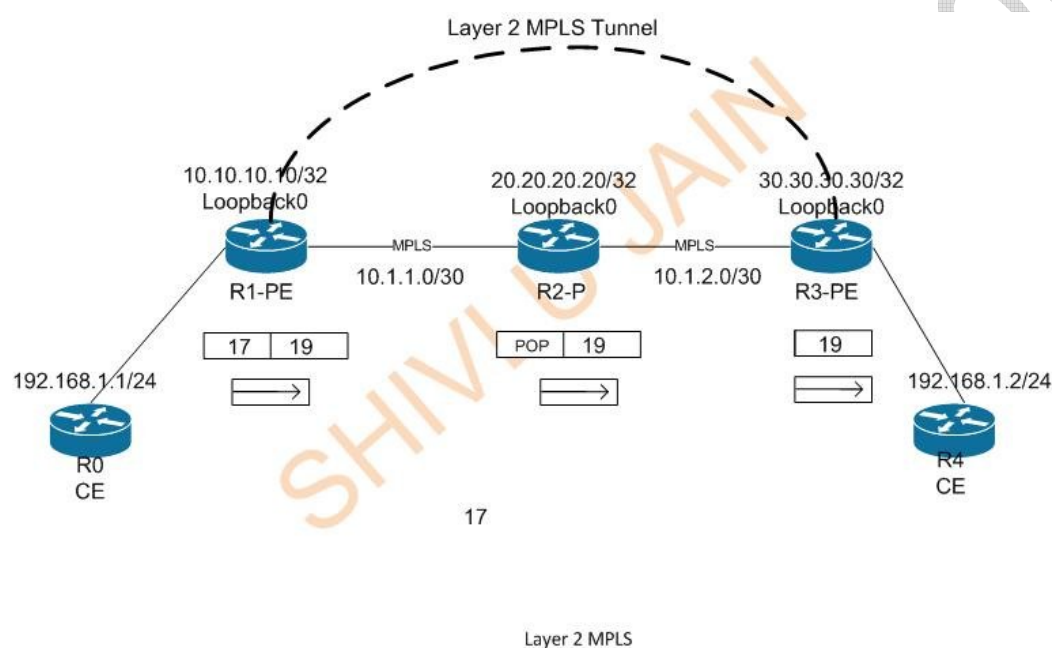 Layer 2 MPLS Tunnel
10.10.10.10/32
Loopback0
20.20.20.20/32
Loopback0
30.30.30.30/32
Loopback0
MPLS
MPLS
10.1.1.0/30
10.1.2.0/30
R1-PE
R2-P
R3-PE
17 19
POP 19
19
192.168.1.1/24
192.168.1.2/24
R0
CE
R4
CE
SHIVLU JAIN
17
Layer 2 MPLS